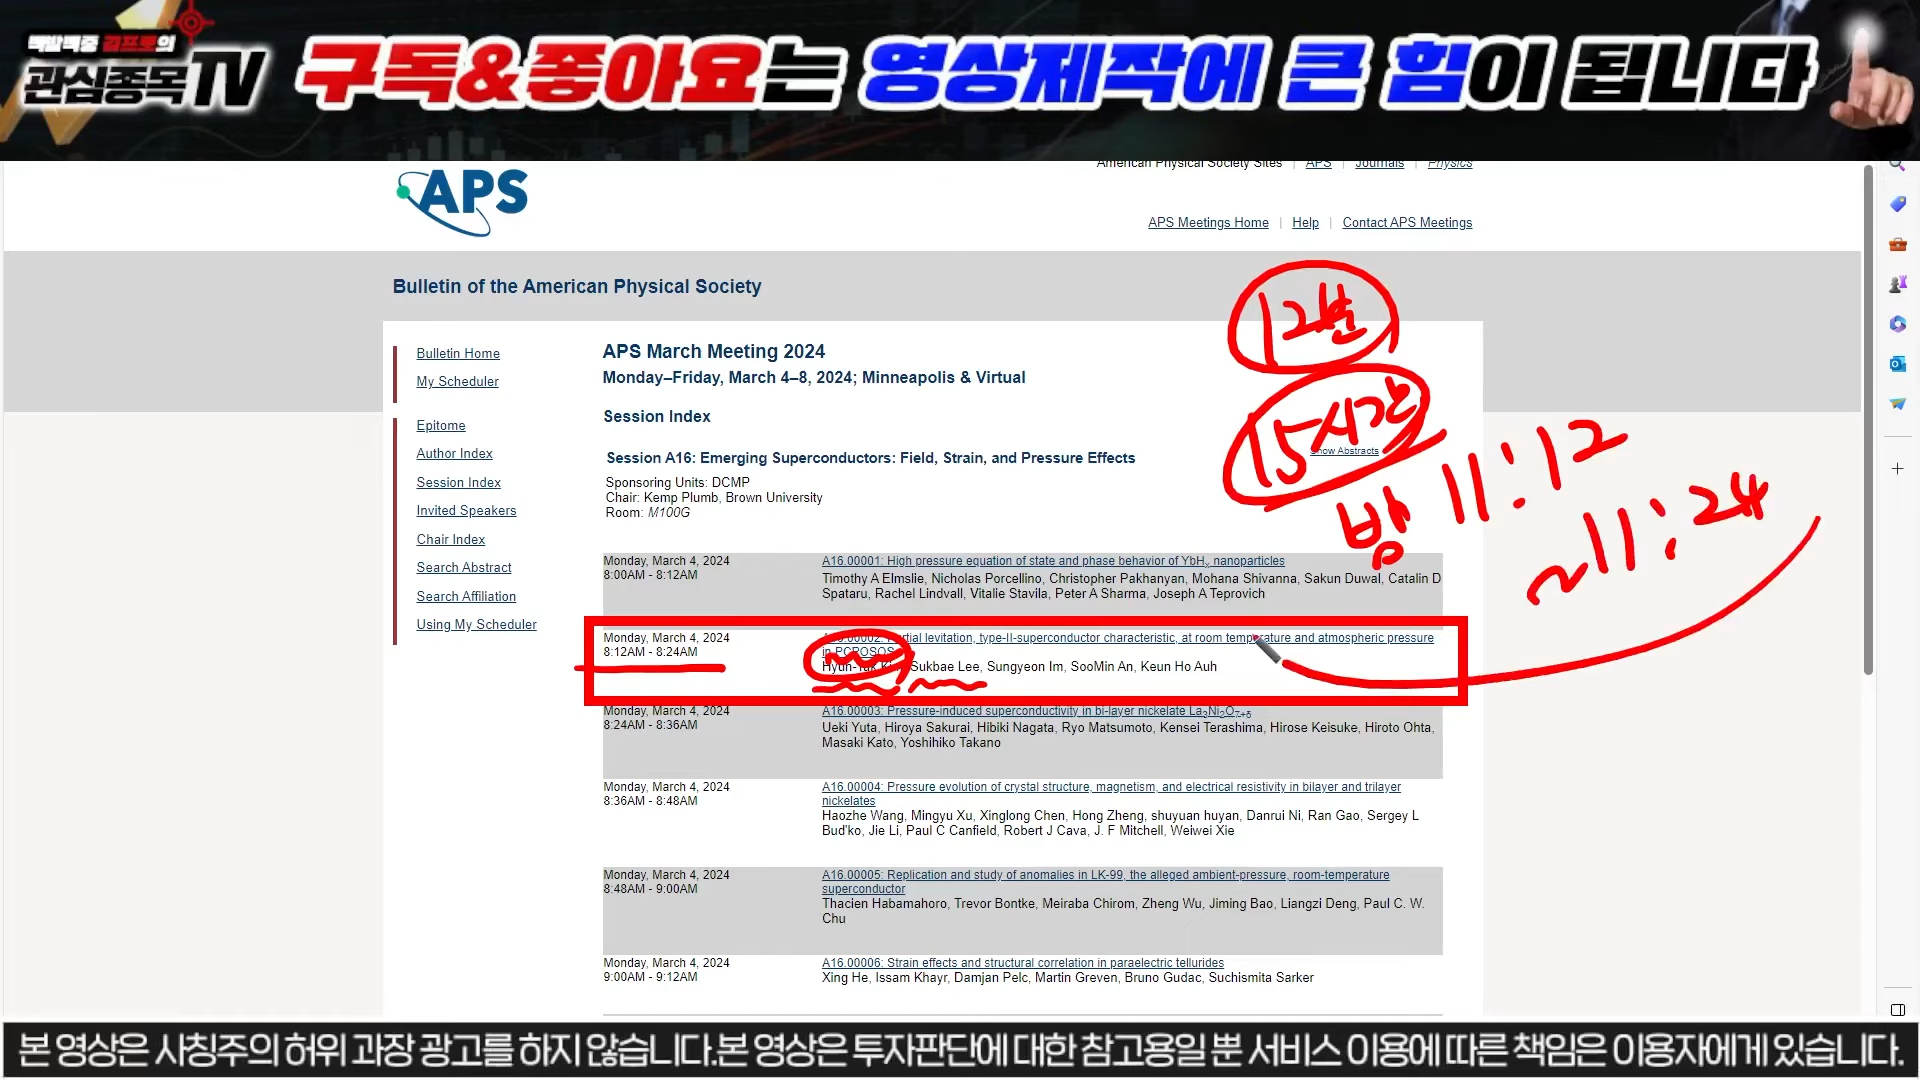 백발백중 김프로의
관심종목TV
구독&좋아요는 영상제작에 큰 힘이 됩니다
American Physical Society Sites | APS | Journals | Physics
APS
APS Meetings Home | Help | Contact APS Meetings
Bulletin of the American Physical Society
Bulletin Home
My Scheduler
Epitome
Author Index
Session Index
Invited Speakers
Chair Index
Search Abstract
Search Affiliation
Using My Scheduler
APS March Meeting 2024
Monday–Friday, March 4–8, 2024; Minneapolis & Virtual
Session Index
12분
15시간
밤 11:12
~11:24
Session A16: Emerging Superconductors: Field, Strain, and Pressure Effects
Show Abstracts
Sponsoring Units: DCMP
Chair: Kemp Plumb, Brown University
Room: M100G
Monday, March 4, 2024
8:00AM - 8:12AM
A16.00001: High pressure equation of state and phase behavior of YbHx nanoparticles
Timothy A Elmslie, Nicholas Porcellino, Christopher Pakhanyan, Mohana Shivanna, Sakun Duwal, Catalin D
Spataru, Rachel Lindvall, Vitalie Stavila, Peter A Sharma, Joseph A Teprovich
Monday, March 4, 2024
8:12AM - 8:24AM
A16.00002: Partial levitation, type-II-superconductor characteristic, at room temperature and atmospheric pressure
in PCPOSOS
Hyun-Tak Kim, Sukbae Lee, Sungyeon Im, SooMin An, Keun Ho Auh
Monday, March 4, 2024
8:24AM - 8:36AM
A16.00003: Pressure-induced superconductivity in bi-layer nickelate La3Ni2O7+δ
Ueki Yuta, Hiroya Sakurai, Hibiki Nagata, Ryo Matsumoto, Kensei Terashima, Hirose Keisuke, Hiroto Ohta,
Masaki Kato, Yoshihiko Takano
Monday, March 4, 2024
8:36AM - 8:48AM
A16.00004: Pressure evolution of crystal structure, magnetism, and electrical resistivity in bilayer and trilayer
nickelates
Haozhe Wang, Mingyu Xu, Xinglong Chen, Hong Zheng, shuyuan huyan, Danrui Ni, Ran Gao, Sergey L
Bud'ko, Jie Li, Paul C Canfield, Robert J Cava, J. F Mitchell, Weiwei Xie
Monday, March 4, 2024
8:48AM - 9:00AM
A16.00005: Replication and study of anomalies in LK-99, the alleged ambient-pressure, room-temperature
superconductor
Thacien Habamahoro, Trevor Bontke, Meiraba Chirom, Zheng Wu, Jiming Bao, Liangzi Deng, Paul C. W.
Chu
Monday, March 4, 2024
9:00AM - 9:12AM
A16.00006: Strain effects and structural correlation in paraelectric tellurides
Xing He, Issam Khayr, Damjan Pelc, Martin Greven, Bruno Gudac, Suchismita Sarker
본 영상은 사칭주의 허위 과장 광고를 하지 않습니다.본 영상은 투자판단에 대한 참고용일 뿐 서비스 이용에 따른 책임은 이용자에게 있습니다.